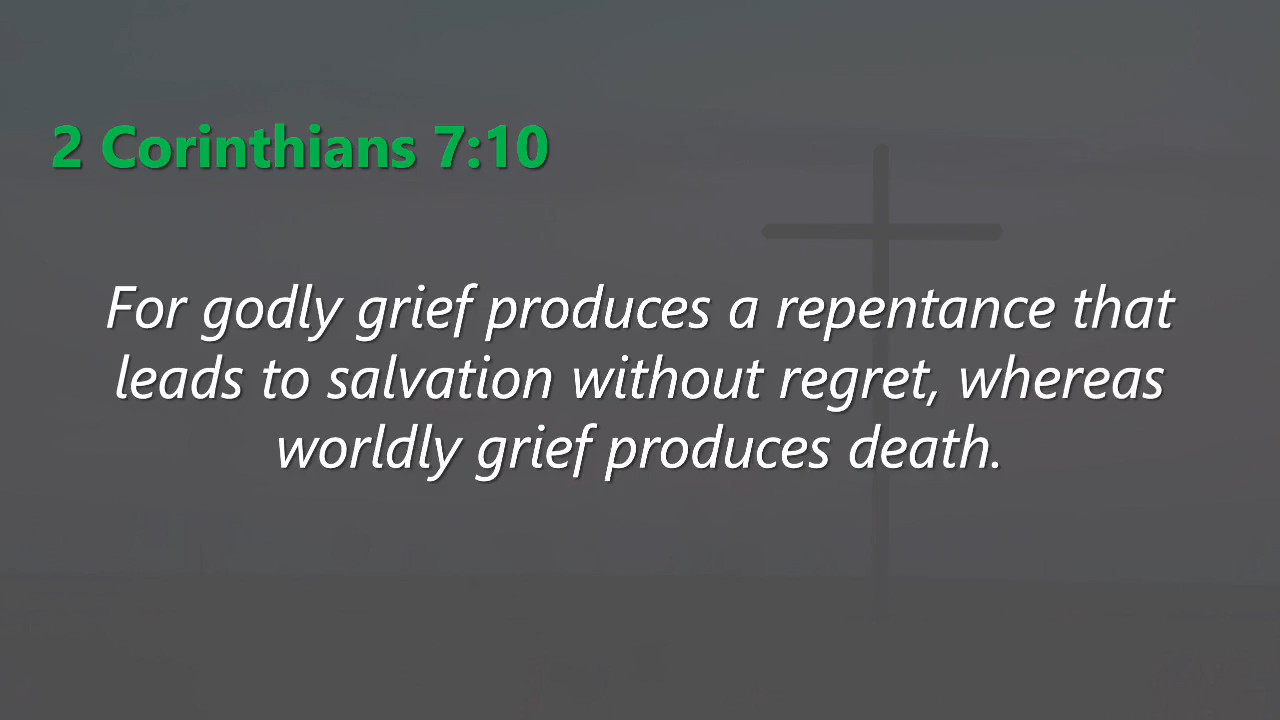 2 Corinthians 7:10
For godly grief produces a repentance that
leads to salvation without regret, whereas
worldly grief produces death.